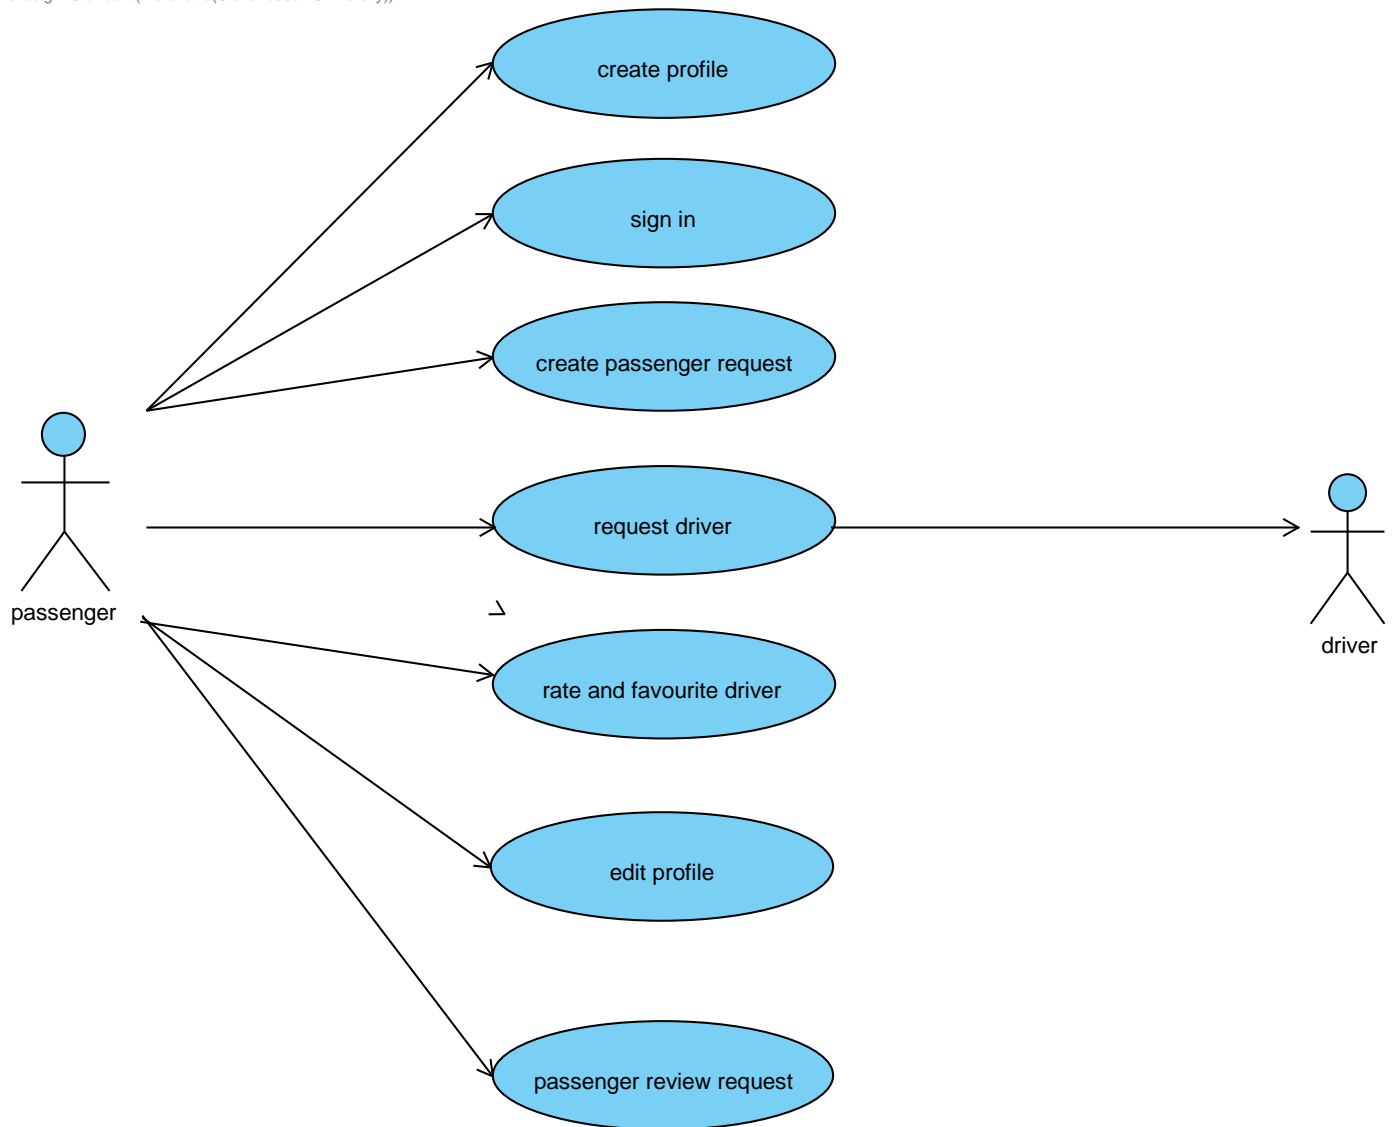 create profile
sign in
create passenger request
request driver
passenger
driver
rate and favourite driver
edit profile
passenger review request